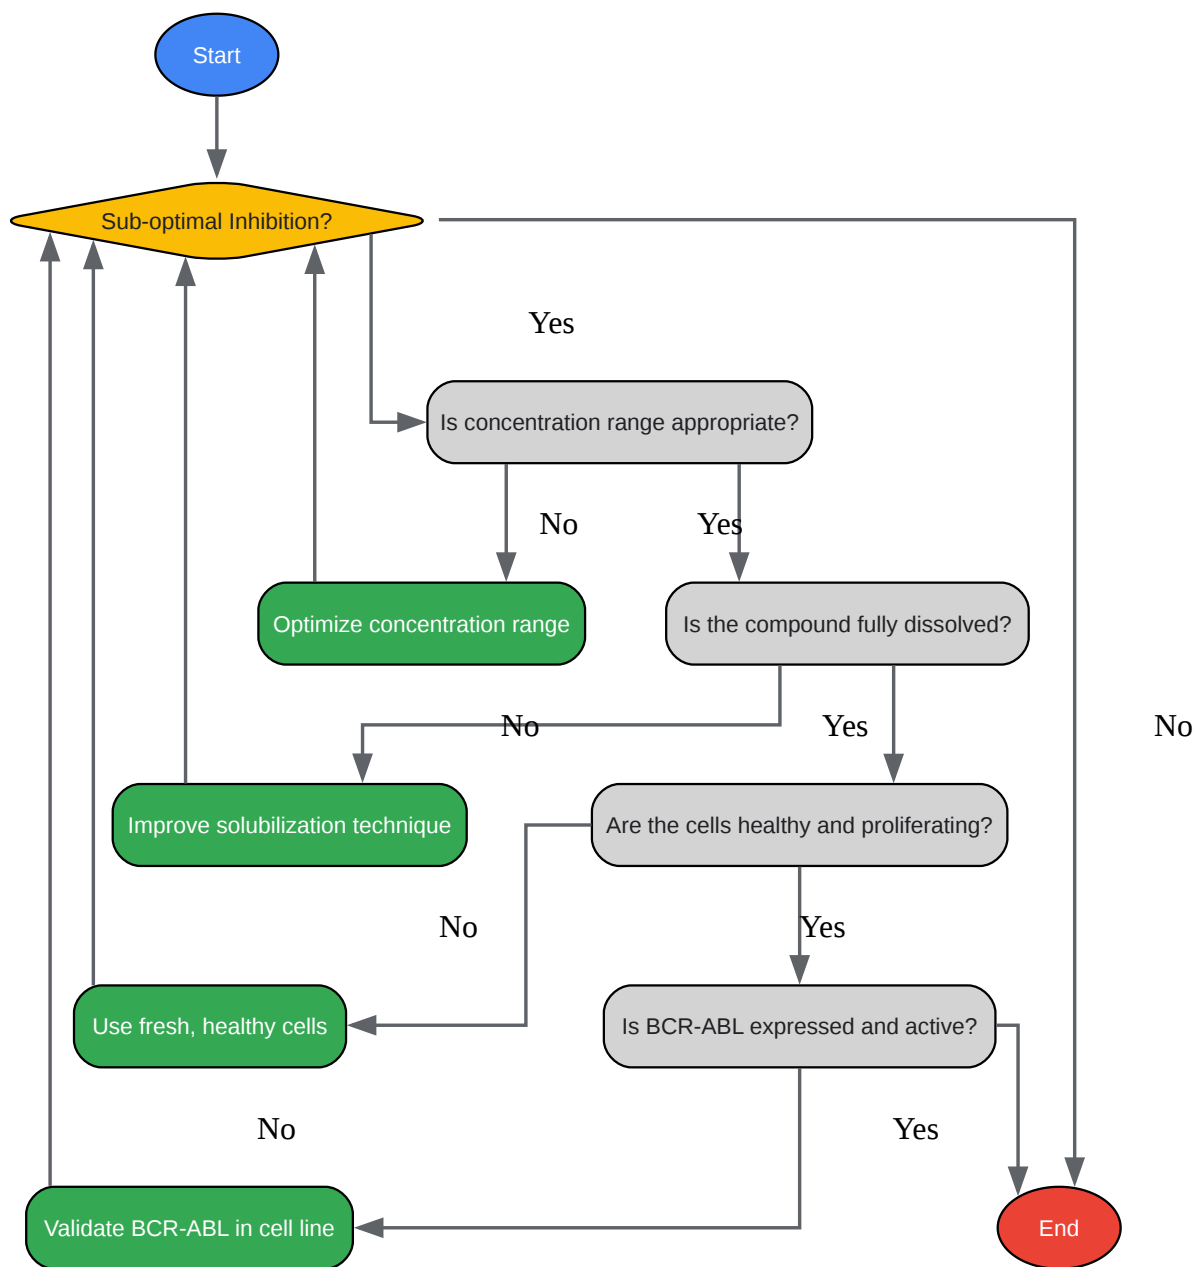 Start
Sub-optimal Inhibition?
Yes
Is concentration range appropriate?
No
Yes
Optimize concentration range
Is the compound fully dissolved?
No
Yes
No
Improve solubilization technique
Are the cells healthy and proliferating?
No
Yes
Use fresh, healthy cells
Is BCR-ABL expressed and active?
No
Yes
Validate BCR-ABL in cell line
End